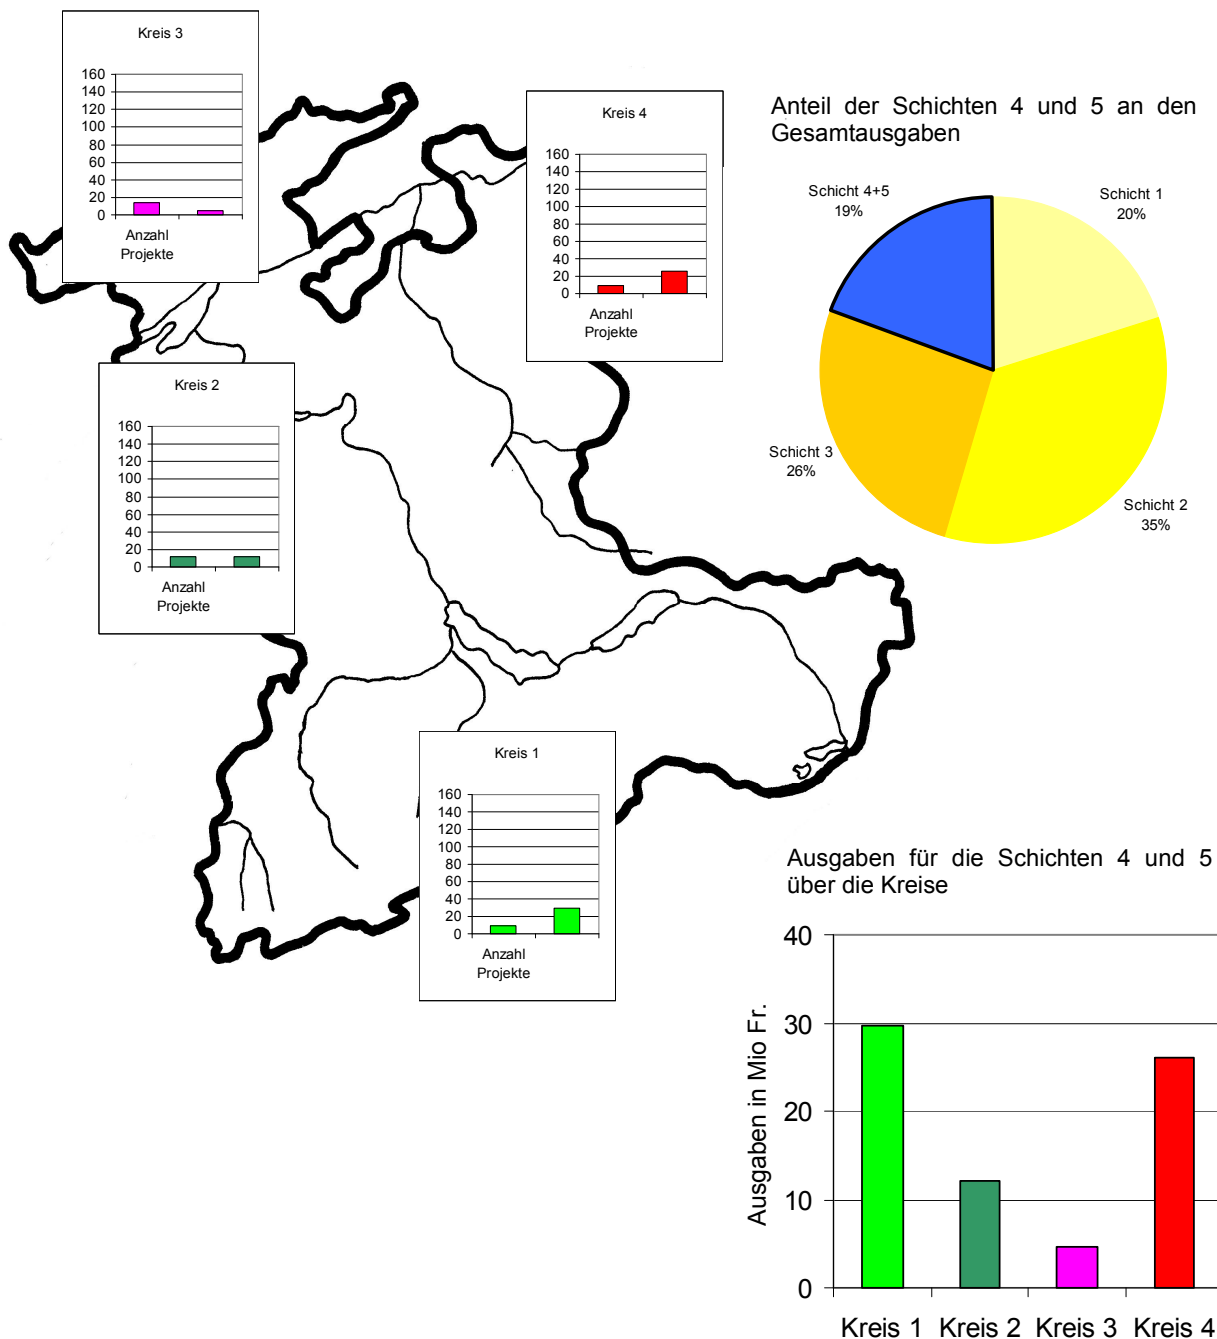 Kreis 3
160
140
120
100
80
60
40
20
0
Anzahl
Projekte
Kreis 4
160
140
120
100
80
60
40
20
0
Anzahl
Projekte
Anteil der Schichten 4 und 5 an den
Gesamtausgaben
Schicht 4+5
19%
Schicht 1
20%
Schicht 3
26%
Schicht 2
35%
Kreis 2
160
140
120
100
80
60
40
20
0
Anzahl
Projekte
Kreis 1
160
140
120
100
80
60
40
20
0
Anzahl
Projekte
Ausgaben für die Schichten 4 und 5
über die Kreise
Ausgaben in Mio Fr.
40
30
20
10
0
Kreis 1 Kreis 2 Kreis 3 Kreis 4